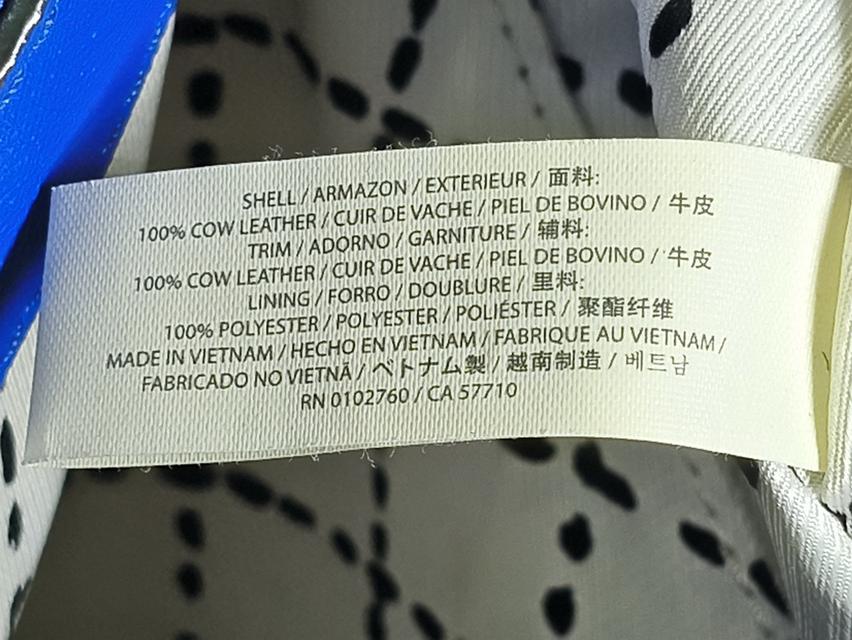 SHELL / ARMAZON / EXTERIEUR / 面料:
100% COW LEATHER / CUIR DE VACHE / PIEL DE BOVINO / 牛皮
TRIM / ADORNO / GARNITURE / 辅料:
100% COW LEATHER / CUIR DE VACHE / PIEL DE BOVINO / 牛皮
LINING / FORRO / DOUBLURE / 里料:
100% POLYESTER / POLYESTER / POLIÉSTER / 聚酯纤维
MADE IN VIETNAM / HECHO EN VIETNAM / FABRIQUE AU VIETNAM /
FABRICADO NO VIETNÃ / ベトナム製 / 越南制造 / 베트남
RN 0102760 / CA 57710